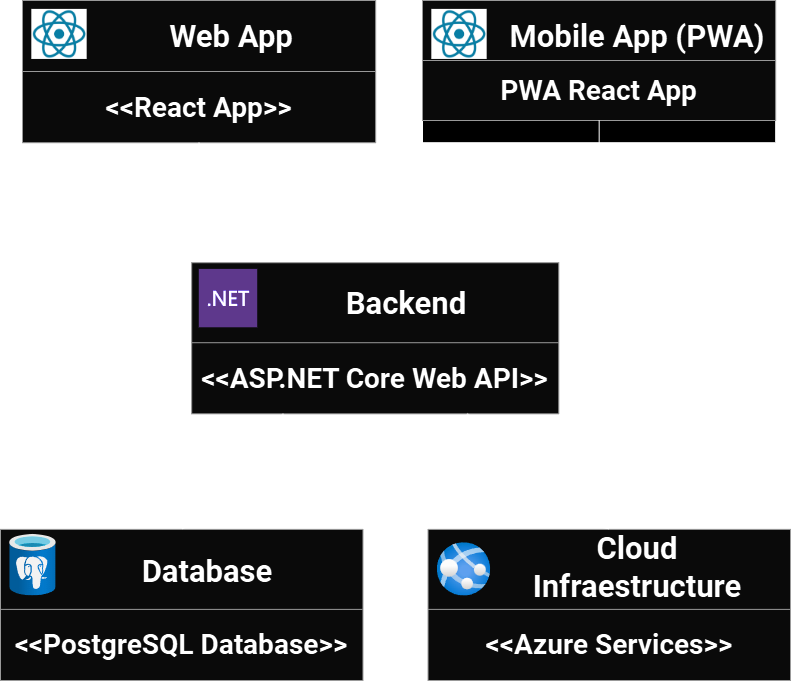 Web App
<<React App>>
Mobile App (PWA)
PWA React App
.NET
Backend
<<ASP.NET Core Web API>>
Database
<<PostgreSQL Database>>
Cloud
Infraestructure
<<Azure Services>>